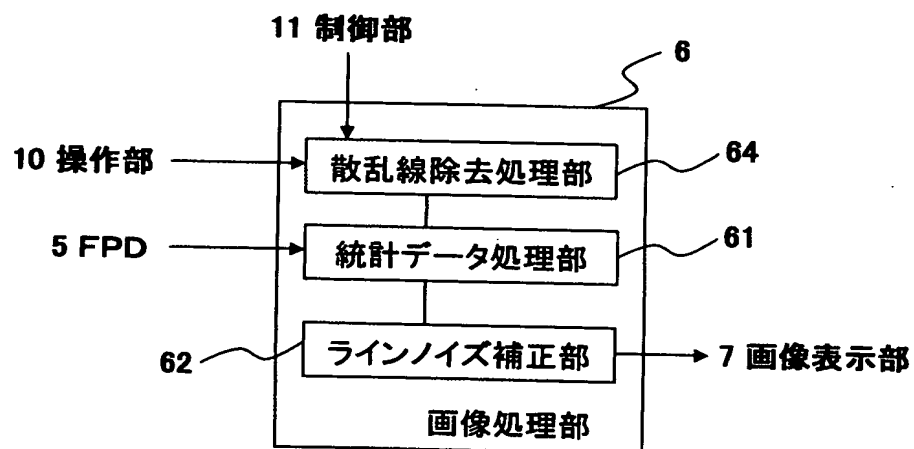 11 制御部
6
10 操作部
散乱線除去処理部
64
5 FPD
統計データ処理部
61
62
ラインノイズ補正部
7 画像表示部
画像処理部